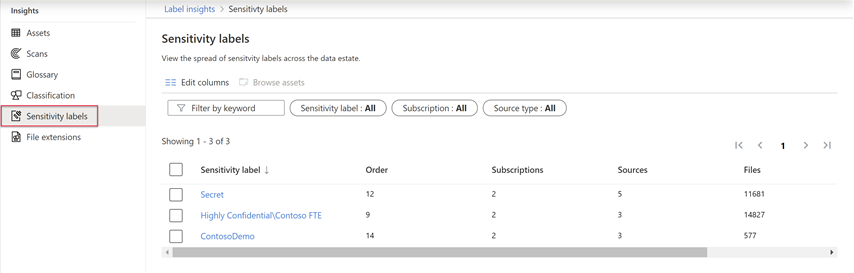 Insights
Assets
Scans
Glossary
Classification
Sensitivity labels
File extensions
Label insights > Sensitivity labels
Sensitivity labels
View the spread of sensitvity labels across the data estate.
Edit columns Browse assets
Filter by keyword Sensitivity label : All Subscription : All Source type : All
Showing 1 - 3 of 3
1
Sensitivity label ↓ Order Subscriptions Sources Files
Secret 12 2 5 11681
Highly Confidential\Contoso FTE 9 2 3 14827
ContosoDemo 14 2 3 577